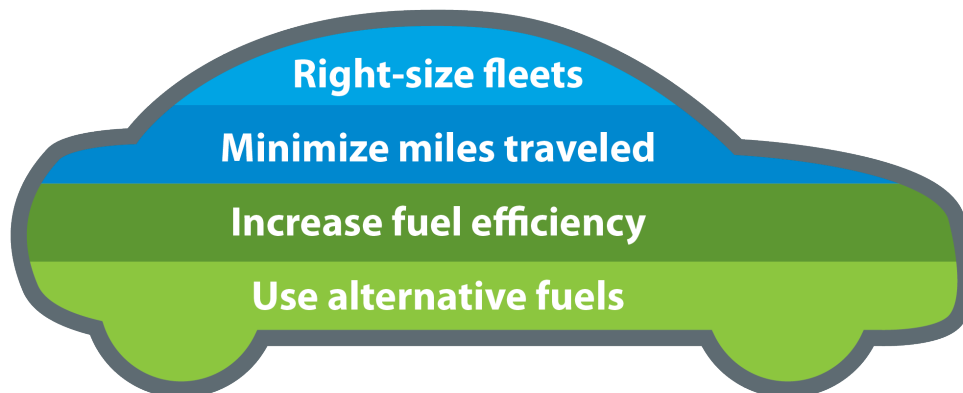 Right-size fleets
Minimize miles traveled
Increase fuel efficiency
Use alternative fuels